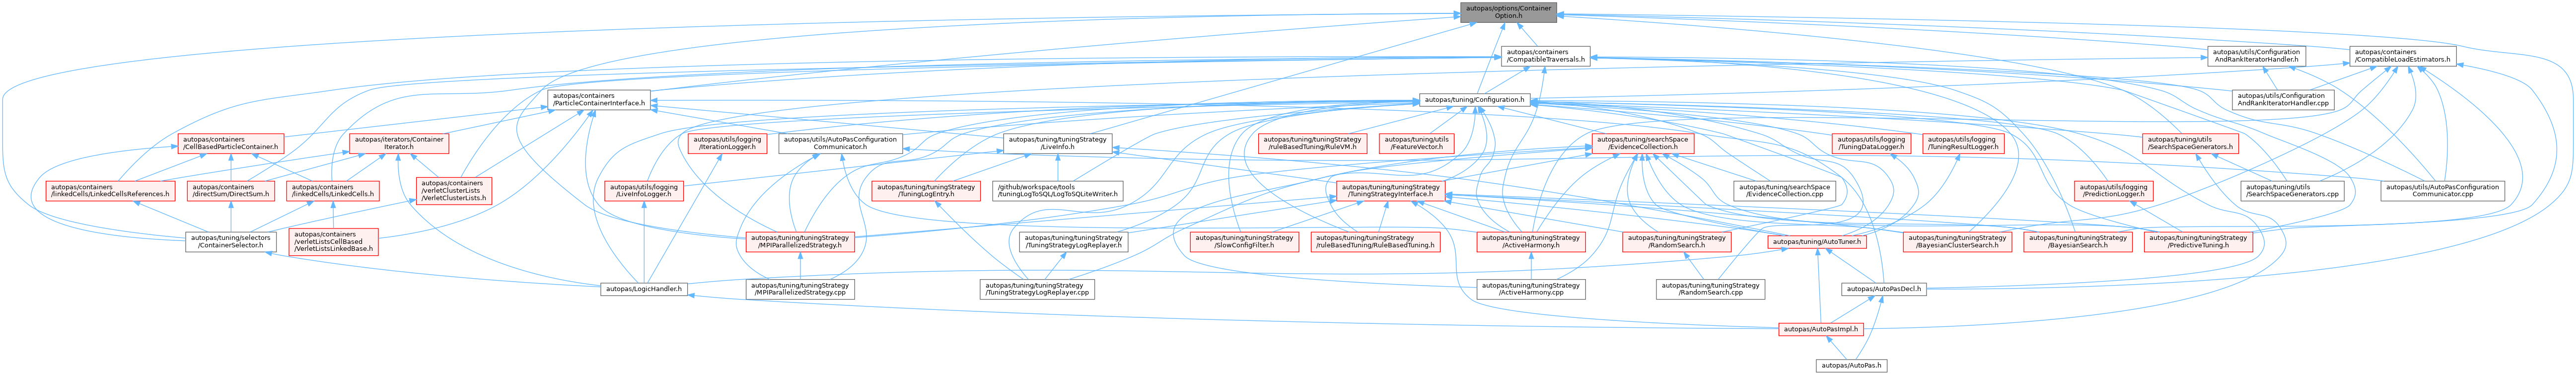 autopas/options/Container
Option.h
autopas/containers
/CompatibleTraversals.h
autopas/utils/Configuration
AndRankIteratorHandler.h
autopas/containers
/CompatibleLoadEstimators.h
autopas/containers
/ParticleContainerInterface.h
autopas/tuning/Configuration.h
autopas/utils/Configuration
AndRankIteratorHandler.cpp
autopas/containers
/CellBasedParticleContainer.h
autopas/iterators/Container
Iterator.h
autopas/utils/logging
/IterationLogger.h
autopas/utils/AutoPasConfiguration
Communicator.h
autopas/tuning/tuningStrategy
/LiveInfo.h
autopas/tuning/tuningStrategy
/ruleBasedTuning/RuleVM.h
autopas/tuning/utils
/FeatureVector.h
autopas/tuning/searchSpace
/EvidenceCollection.h
autopas/utils/logging
/TuningDataLogger.h
autopas/utils/logging
/TuningResultLogger.h
autopas/tuning/utils
/SearchSpaceGenerators.h
autopas/containers
/linkedCells/LinkedCellsReferences.h
autopas/containers
/directSum/DirectSum.h
autopas/containers
/linkedCells/LinkedCells.h
autopas/containers
/verletClusterLists
/VerletClusterLists.h
autopas/utils/logging
/LiveInfoLogger.h
autopas/tuning/tuningStrategy
/TuningLogEntry.h
/github/workspace/tools
/tuningLogToSQL/LogToSQLiteWriter.h
autopas/tuning/tuningStrategy
/TuningStrategyInterface.h
autopas/tuning/searchSpace
/EvidenceCollection.cpp
autopas/utils/logging
/PredictionLogger.h
autopas/tuning/utils
/SearchSpaceGenerators.cpp
autopas/utils/AutoPasConfiguration
Communicator.cpp
autopas/tuning/selectors
/ContainerSelector.h
autopas/containers
/verletListsCellBased
/VerletListsLinkedBase.h
autopas/tuning/tuningStrategy
/MPIParallelizedStrategy.h
autopas/tuning/tuningStrategy
/TuningStrategyLogReplayer.h
autopas/tuning/tuningStrategy
/SlowConfigFilter.h
autopas/tuning/tuningStrategy
/ruleBasedTuning/RuleBasedTuning.h
autopas/tuning/tuningStrategy
/ActiveHarmony.h
autopas/tuning/tuningStrategy
/RandomSearch.h
autopas/tuning/AutoTuner.h
autopas/tuning/tuningStrategy
/BayesianClusterSearch.h
autopas/tuning/tuningStrategy
/BayesianSearch.h
autopas/tuning/tuningStrategy
/PredictiveTuning.h
autopas/LogicHandler.h
autopas/tuning/tuningStrategy
/MPIParallelizedStrategy.cpp
autopas/tuning/tuningStrategy
/TuningStrategyLogReplayer.cpp
autopas/tuning/tuningStrategy
/ActiveHarmony.cpp
autopas/tuning/tuningStrategy
/RandomSearch.cpp
autopas/AutoPasDecl.h
autopas/AutoPasImpl.h
autopas/AutoPas.h